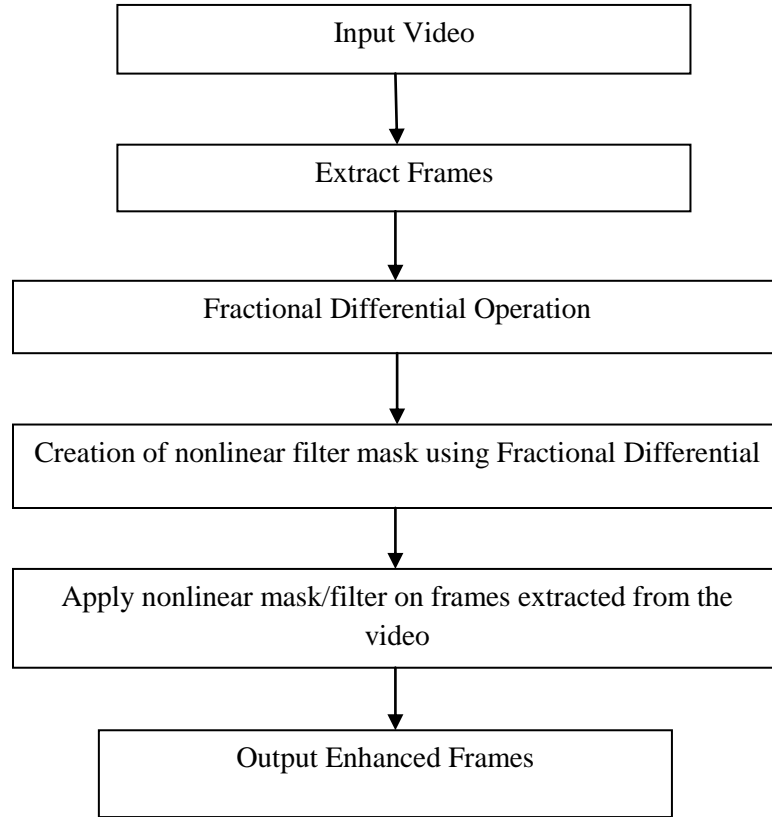 Input Video
Extract Frames
Fractional Differential Operation
Creation of nonlinear filter mask using Fractional Differential
Apply nonlinear mask/filter on frames extracted from the
video
Output Enhanced Frames